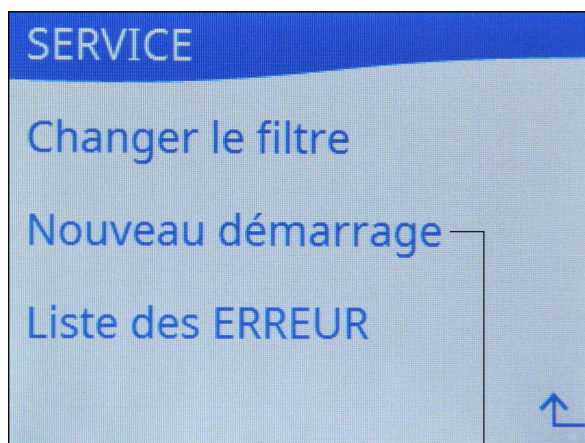 SERVICE
Changer le filtre
Nouveau démarrage
Liste des ERREUR